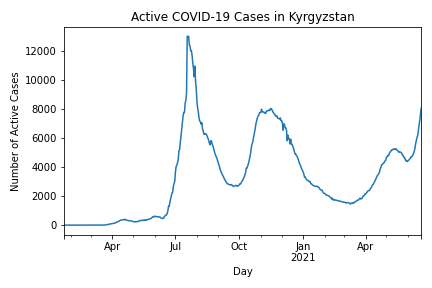 Active COVID-19 Cases in Kyrgyzstan
Number of Active Cases
12000
10000
8000
6000
4000
2000
0
Apr
Jul
Oct
Jan
2021
Apr
Day